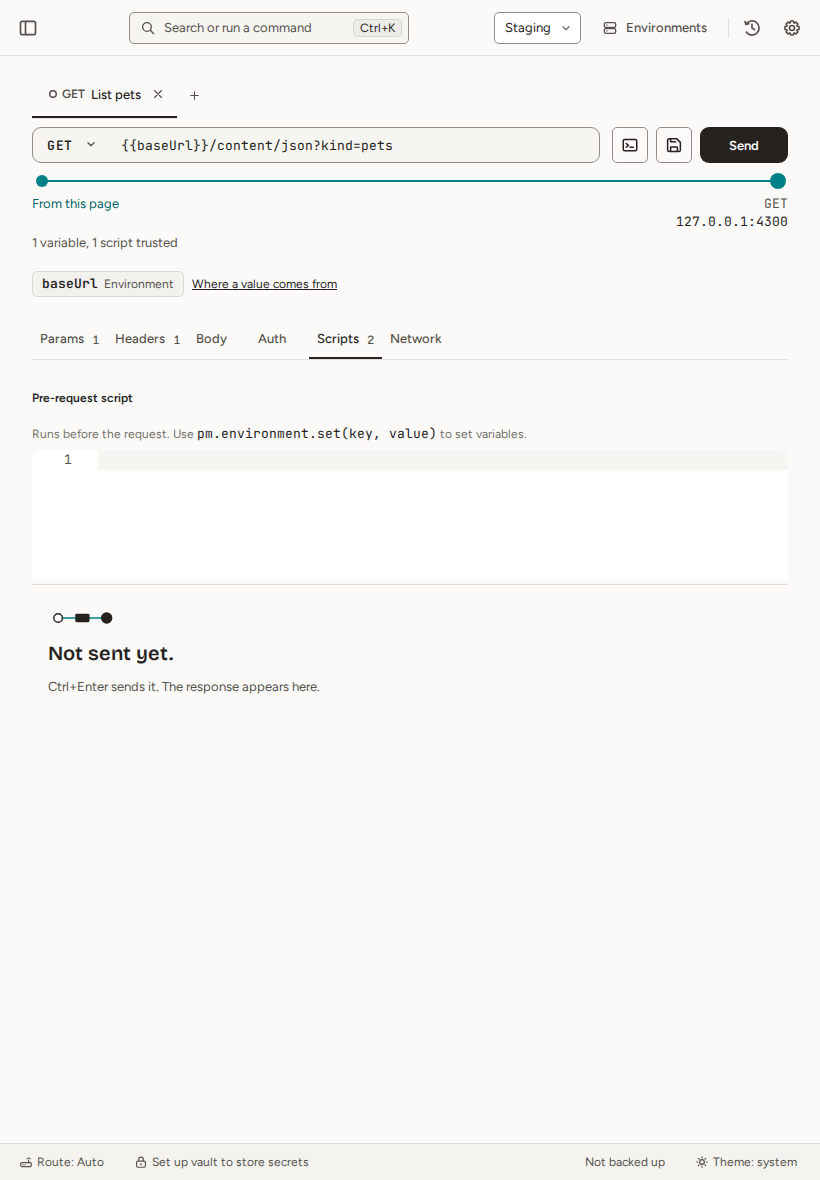 Search or run a command Ctrl+K Staging Environments
GET List pets
GET {{baseUrl}}/content/json?kind=pets Send
From this page GET
127.0.0.1:4300
1 variable, 1 script trusted
baseUrl Environment Where a value comes from
Params 1 Headers 1 Body Auth Scripts 2 Network
Pre-request script
Runs before the request. Use pm.environment.set(key, value) to set variables.
1
Not sent yet.
Ctrl+Enter sends it. The response appears here.
Route: Auto Set up vault to store secrets Not backed up Theme: system